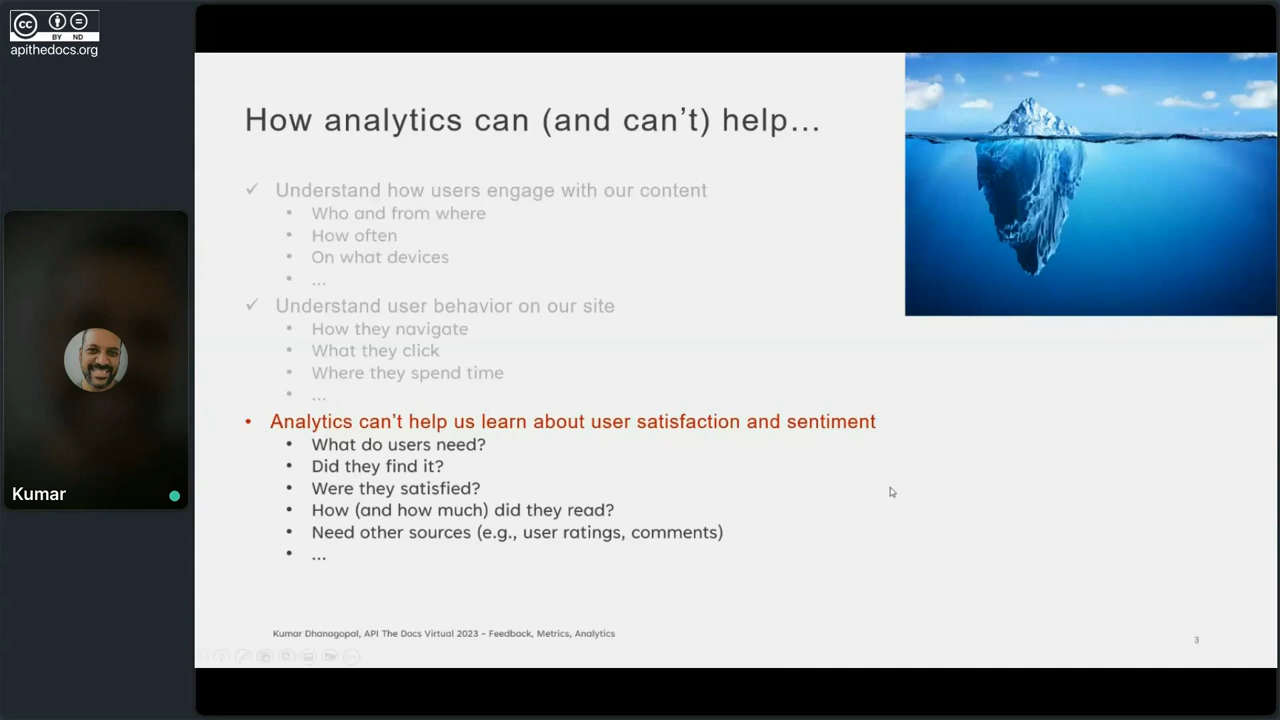 CC
BY ND
apithedocs.org
How analytics can (and can't) help...
✓ Understand how users engage with our content
• Who and from where
• How often
• On what devices
• ...
✓ Understand user behavior on our site
• How they navigate
• What they click
• Where they spend time
• ...
• Analytics can't help us learn about user satisfaction and sentiment
• What do users need?
• Did they find it?
• Were they satisfied?
• How (and how much) did they read?
• Need other sources (e.g., user ratings, comments)
• ...
Kumar
Kumar Dhanagopal, API The Docs Virtual 2023 – Feedback, Metrics, Analytics
3